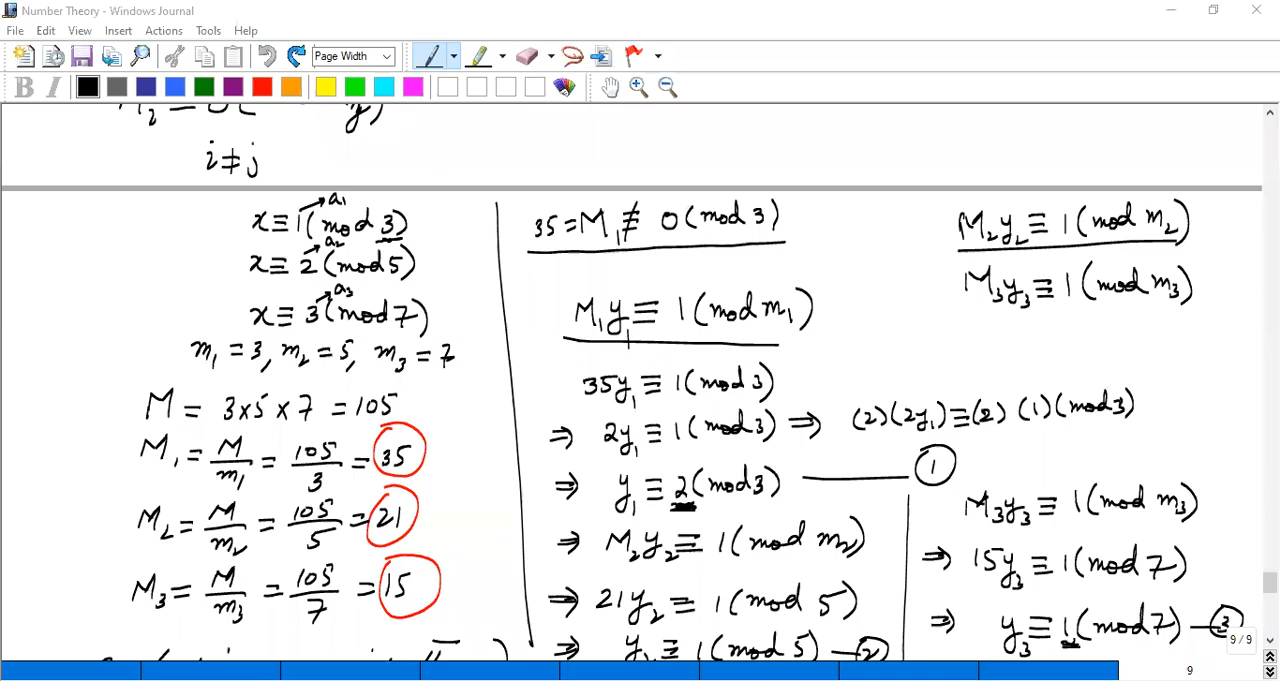 Number Theory - Windows Journal
File Edit View Insert Actions Tools Help
Page Width
B I
i ≠ j
x ≡ 1 (mod 3)
a1
x ≡ 2 (mod 5)
a2
x ≡ 3 (mod 7)
a3
m1 = 3, m2 = 5, m3 = 7
M = 3x5x7 = 105
M1 = M/m1 = 105/3 = 35
M2 = M/m2 = 105/5 = 21
M3 = M/m3 = 105/7 = 15
35 = M1 ≢ 0 (mod 3)
M1y1 ≡ 1 (mod m1)
35y1 ≡ 1 (mod 3)
⇒ 2y1 ≡ 1 (mod 3) ⇒ (2)(2y1) ≡ (2)(1)(mod 3)
⇒ y1 ≡ 2 (mod 3) —— 1
⇒ M2y2 ≡ 1 (mod m2)
⇒ 21y2 ≡ 1 (mod 5)
⇒ y2 ≡ 1 (mod 5) — 2
M2y2 ≡ 1 (mod m2)
M3y3 ≡ 1 (mod m3)
M3y3 ≡ 1 (mod m3)
⇒ 15y3 ≡ 1 (mod 7)
⇒ y3 ≡ 1 (mod 7) — 3
9 / 9
9